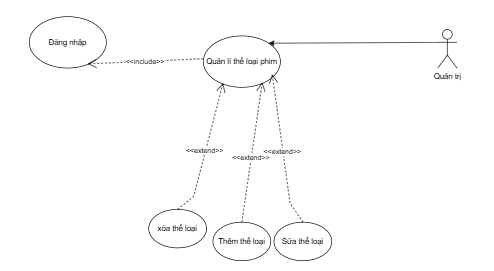 Đăng nhập
<<include>>
Quản lí thể loại phim
Quản trị
<<extend>>
<<extend>>
<<extend>>
xóa thể loại
Thêm thể loại
Sửa thể loại